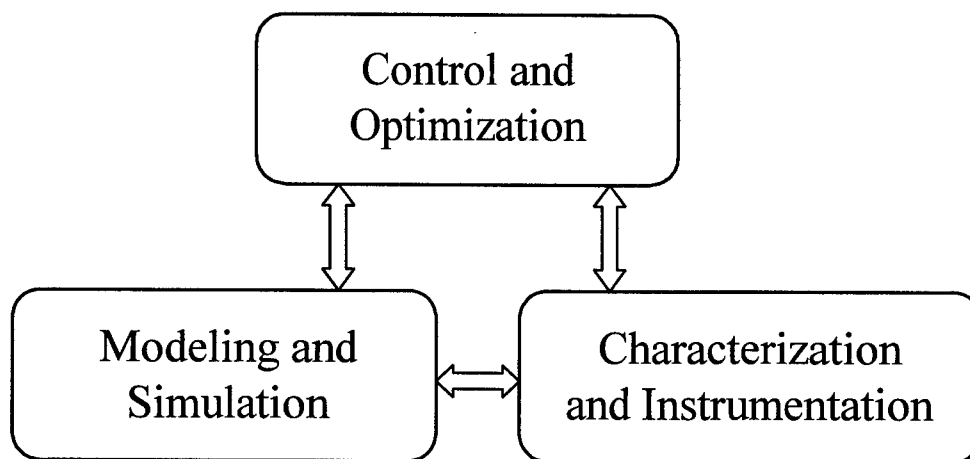 Control and
Optimization
Modeling and
Simulation
Characterization
and Instrumentation